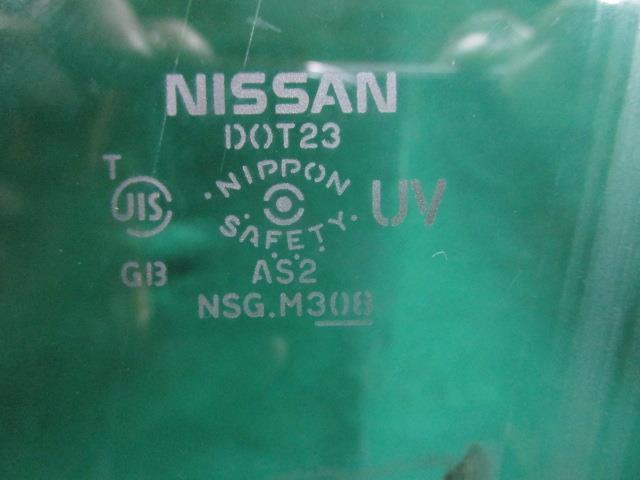 NISSAN
DOT23
T
JIS
NIPPON
SAFETY
UV
GB
AS2
NSG.M308